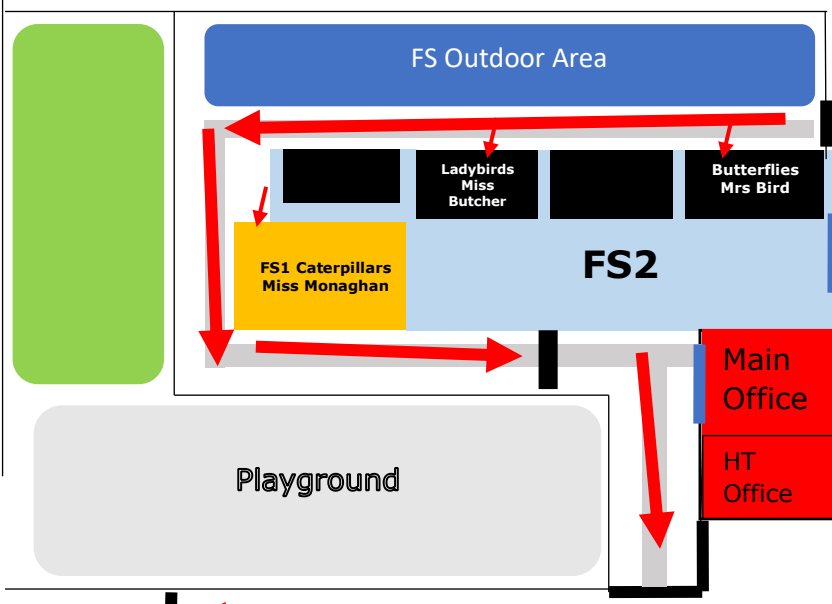 FS Outdoor Area
Ladybirds
Miss
Butcher
Butterflies
Mrs Bird
FS1 Caterpillars
Miss Monaghan
FS2
Main
Office
HT
Office
Playground